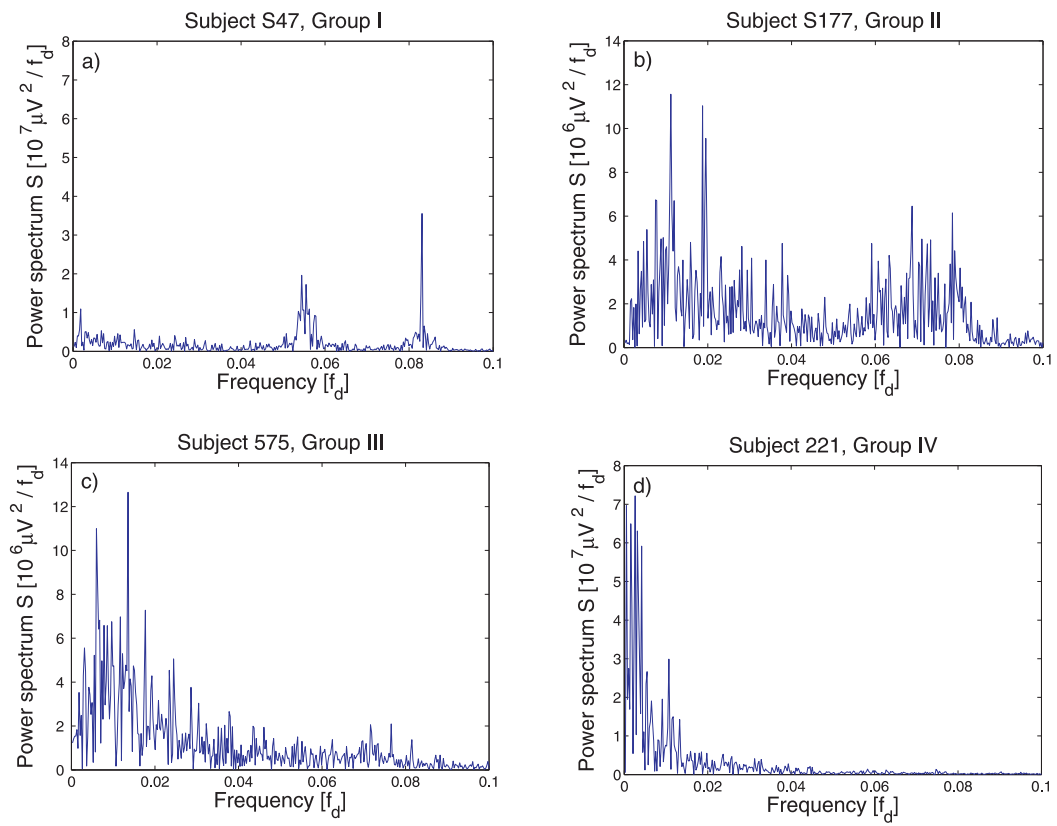 Subject S47, Group I
a)
Power spectrum S [10⁷µV² / f_d]
8
7
6
5
4
3
2
1
0
0 0.02 0.04 0.06 0.08 0.1
Frequency [f_d]
Subject S177, Group II
b)
Power spectrum S [10⁶µV² / f_d]
14
12
10
8
6
4
2
0
0 0.02 0.04 0.06 0.08 0.1
Frequency [f_d]
Subject 575, Group III
c)
Power spectrum S [10⁶µV² / f_d]
14
12
10
8
6
4
2
0
0 0.02 0.04 0.06 0.08 0.1
Frequency [f_d]
Subject 221, Group IV
d)
Power spectrum S [10⁷µV² / f_d]
8
7
6
5
4
3
2
1
0
0 0.02 0.04 0.06 0.08 0.1
Frequency [f_d]